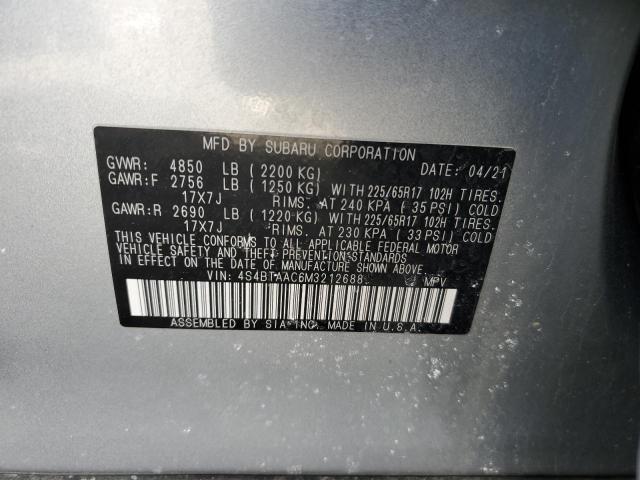 MFD BY SUBARU CORPORATION
GVWR: 4850 LB (2200 KG) DATE: 04/21
GAWR:F 2756 LB (1250 KG) WITH 225/65R17 102H TIRES,
17X7J RIMS, AT 240 KPA (35 PSI) COLD
GAWR:R 2690 LB (1220 KG) WITH 225/65R17 102H TIRES,
17X7J RIMS, AT 230 KPA (33 PSI) COLD
THIS VEHICLE CONFORMS TO ALL APPLICABLE FEDERAL MOTOR
VEHICLE SAFETY AND THEFT PREVENTION STANDARDS
IN EFFECT ON THE DATE OF MANUFACTURE SHOWN ABOVE.
VIN: 4S4BTAAC6M3212688 MPV
ASSEMBLED BY SIA INC. MADE IN U.S.A.